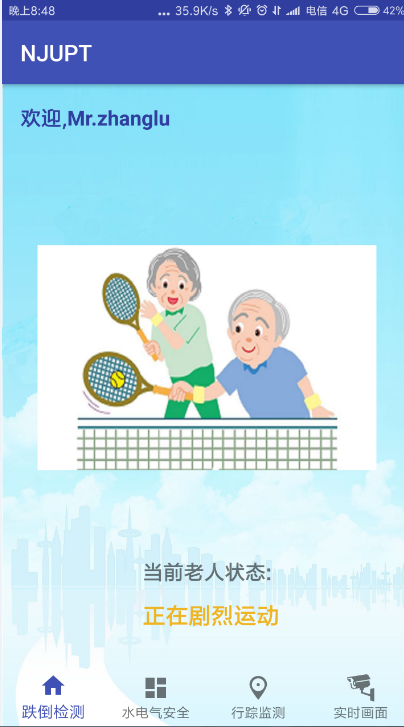 晚上8:48 ... 35.9K/s 电信 4G 42%
NJUPT
欢迎,Mr.zhanglu
当前老人状态:
正在剧烈运动
跌倒检测 水电气安全 行踪监测 实时画面